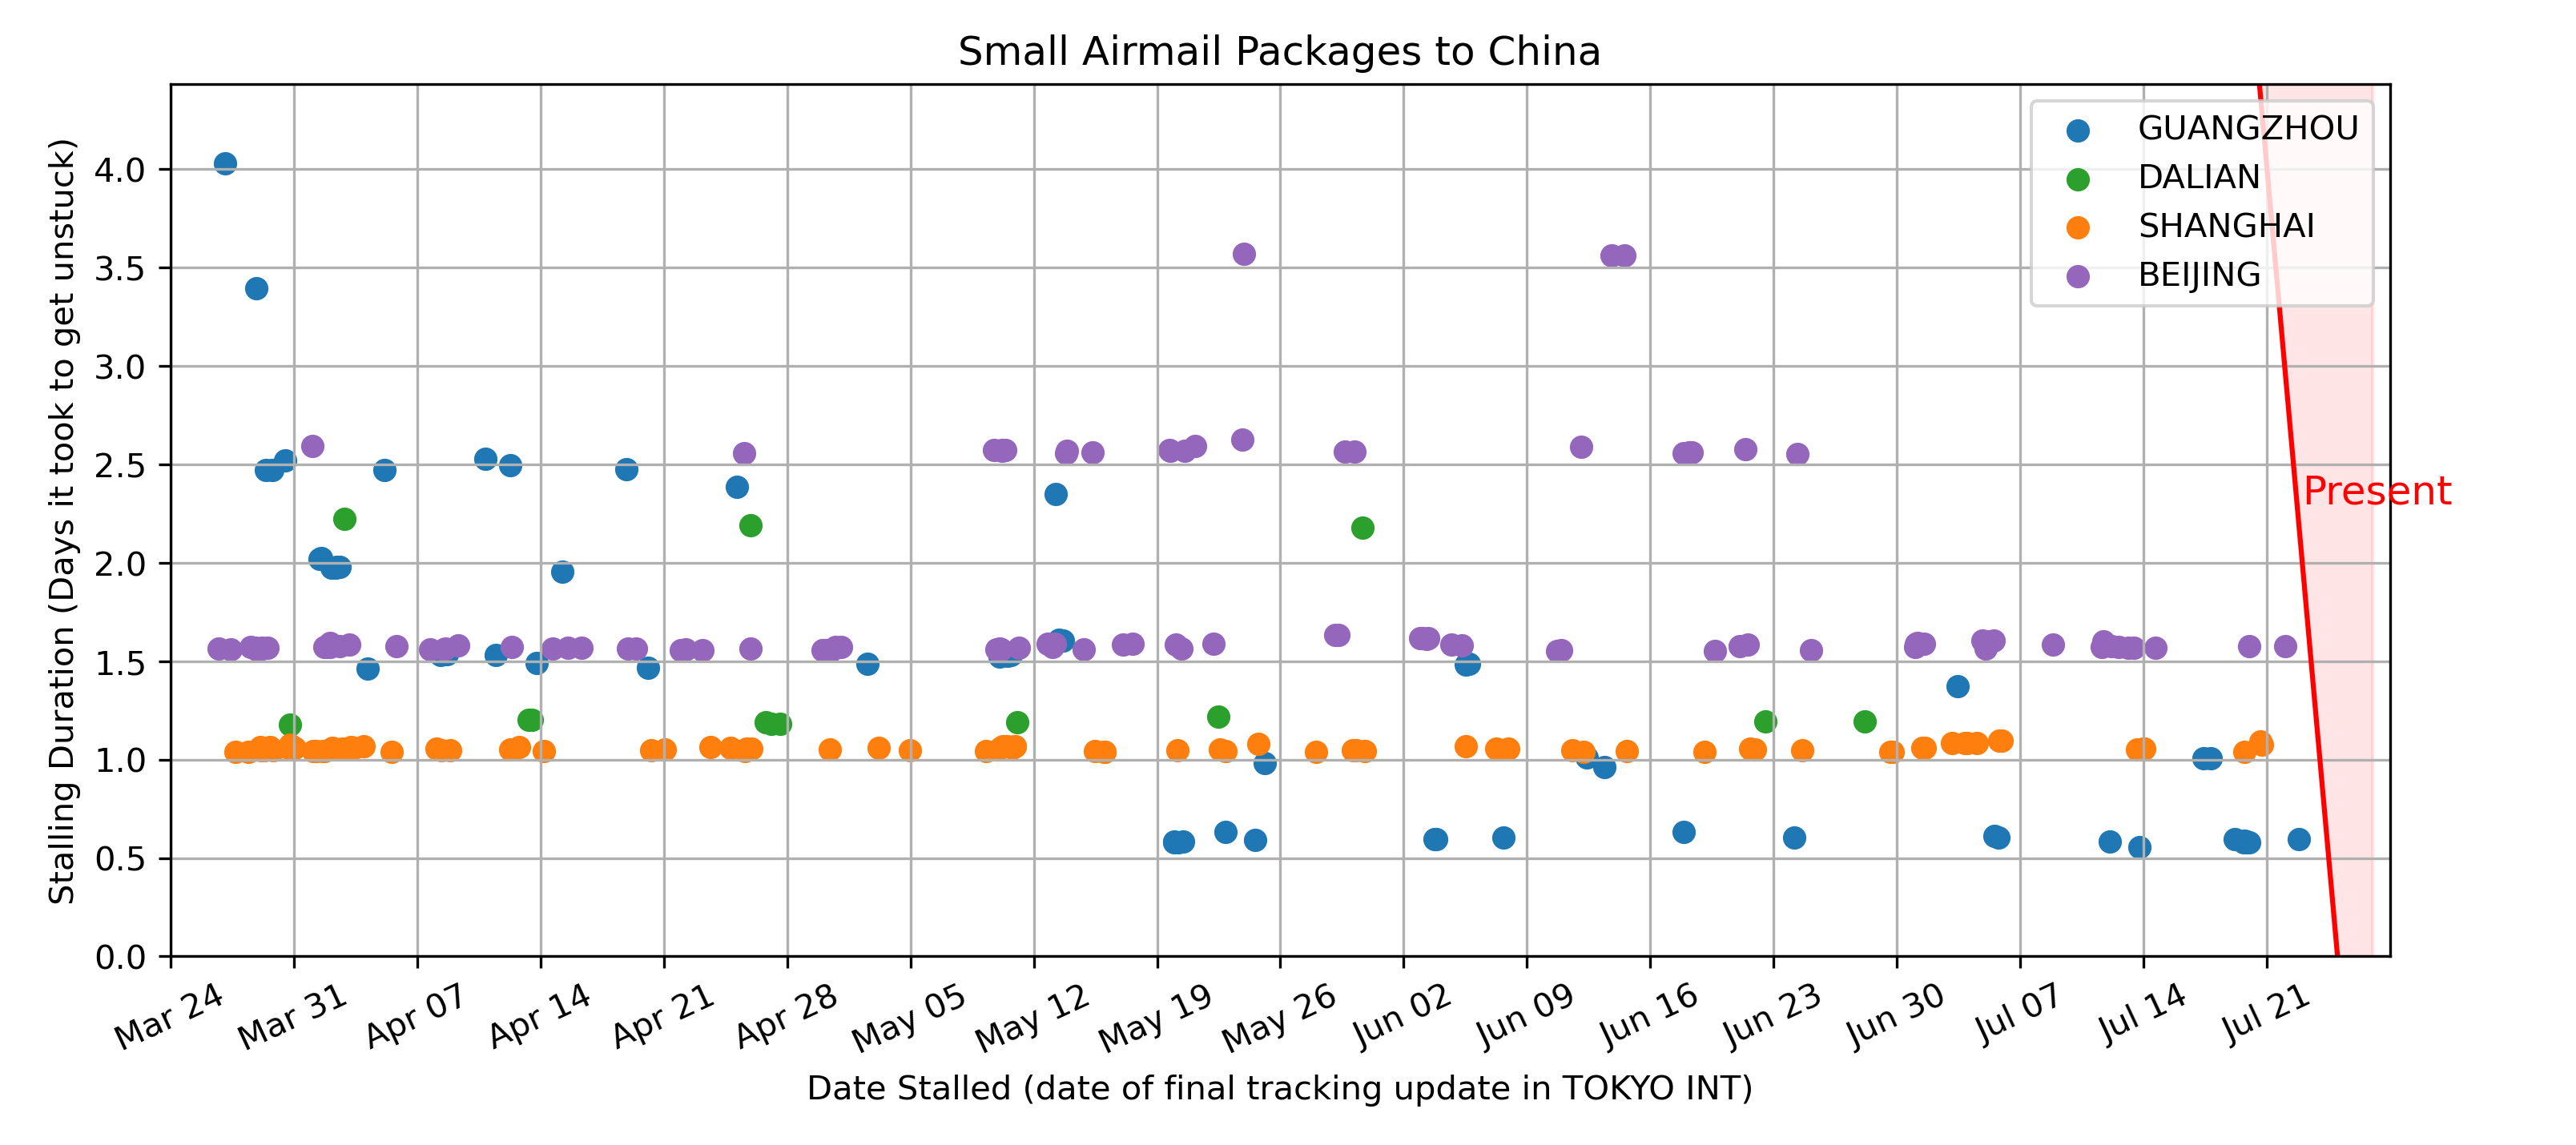 Small Airmail Packages to China
Stalling Duration (Days it took to get unstuck)
4.0
3.5
3.0
2.5
2.0
1.5
1.0
0.5
0.0
GUANGZHOU
DALIAN
SHANGHAI
BEIJING
Present
Mar 24
Mar 31
Apr 07
Apr 14
Apr 21
Apr 28
May 05
May 12
May 19
May 26
Jun 02
Jun 09
Jun 16
Jun 23
Jun 30
Jul 07
Jul 14
Jul 21
Date Stalled (date of final tracking update in TOKYO INT)